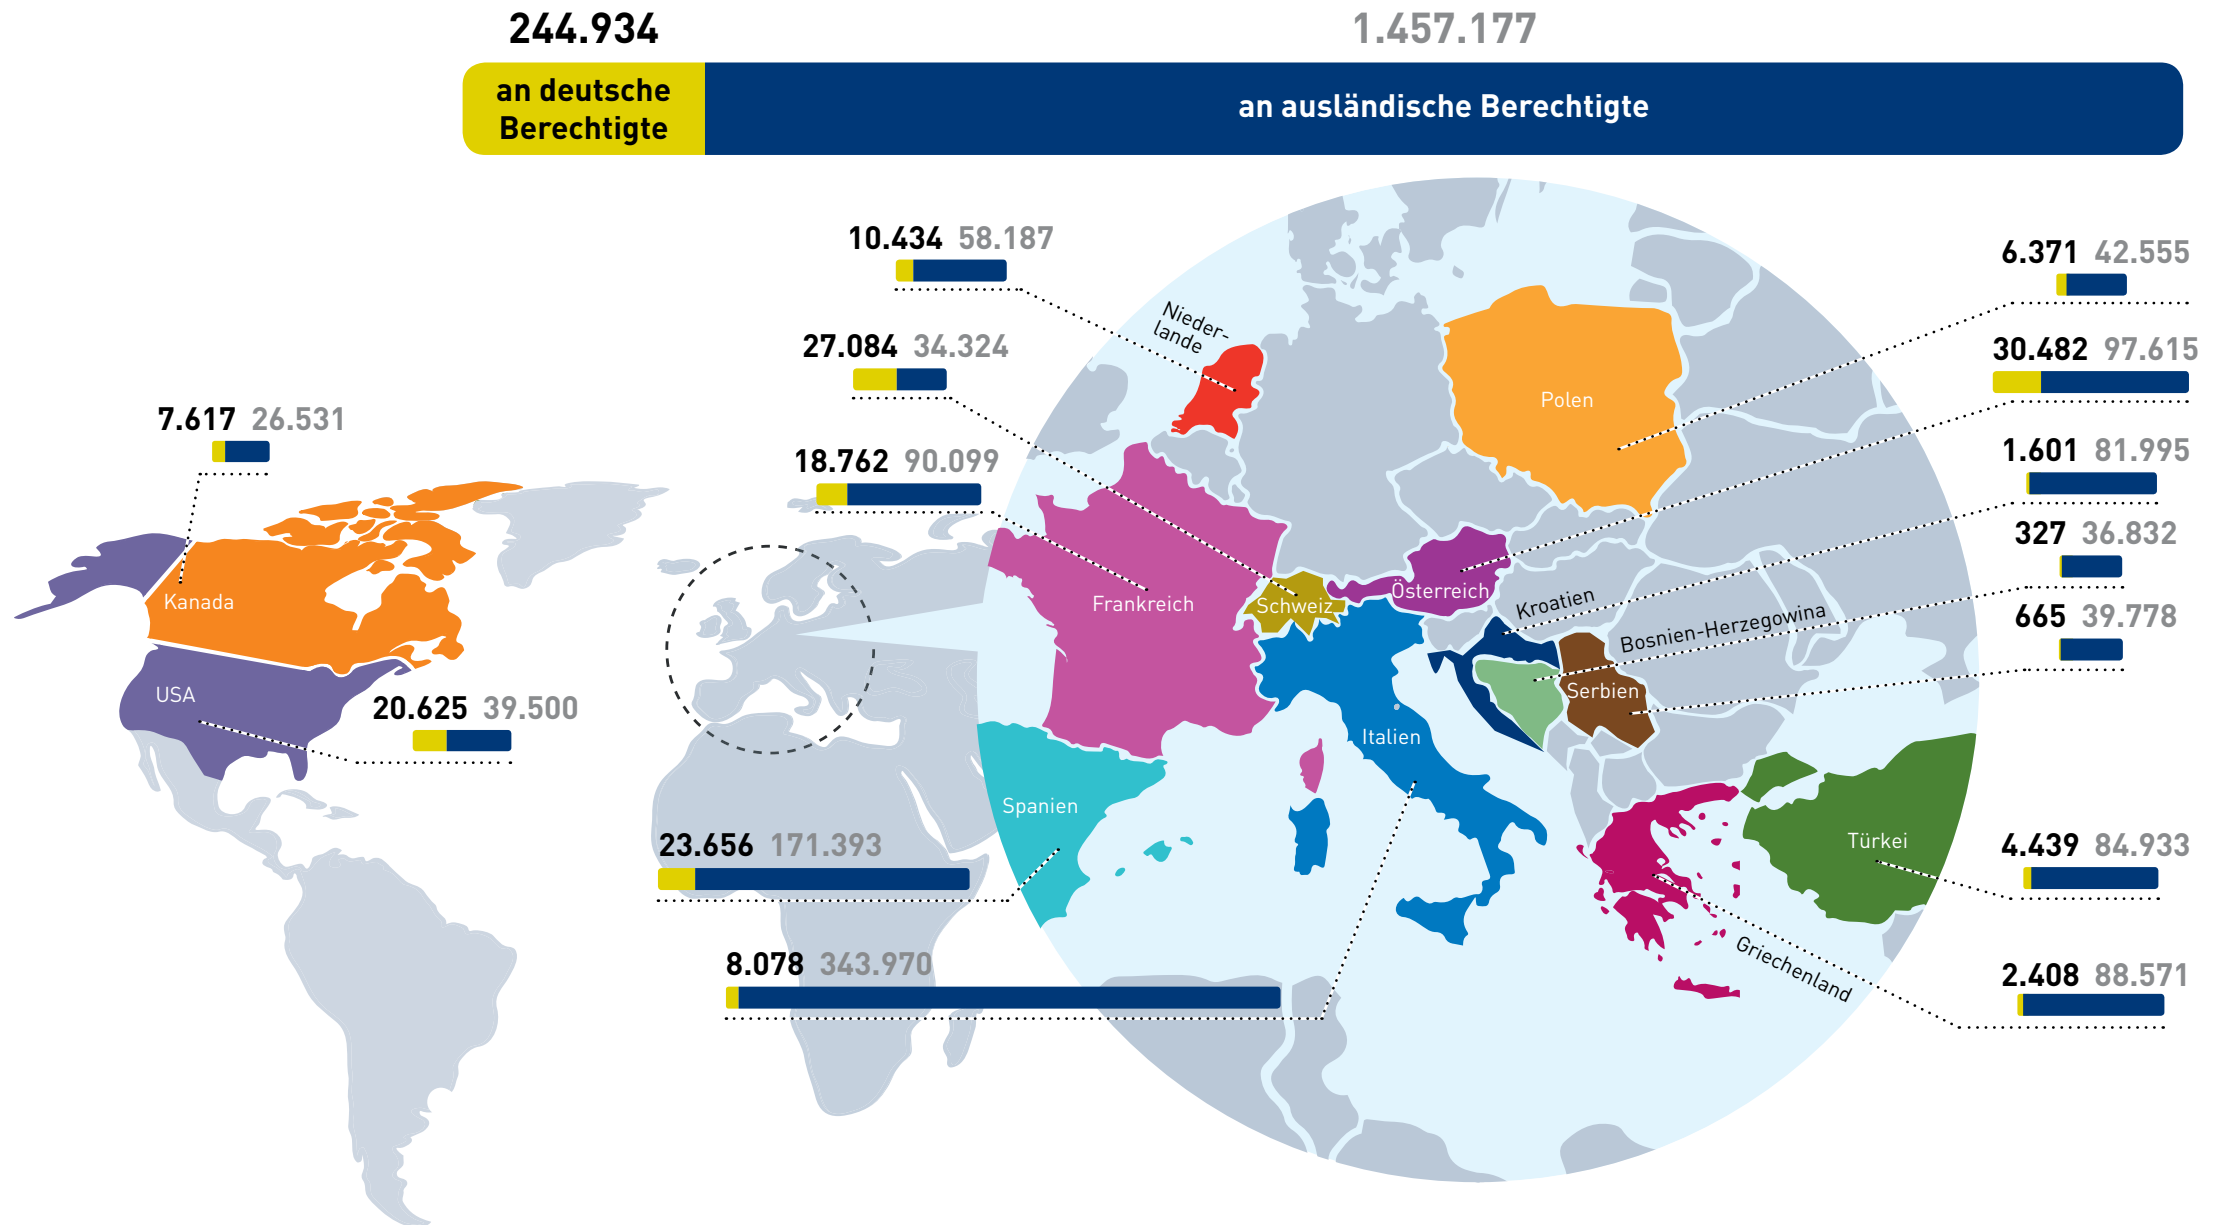 244.934 1.457.177
an deutsche
Berechtigte
an ausländische Berechtigte
10.434 58.187
27.084 34.324
18.762 90.099
7.617 26.531
20.625 39.500
23.656 171.393
8.078 343.970
6.371 42.555
30.482 97.615
1.601 81.995
327 36.832
665 39.778
4.439 84.933
2.408 88.571
Kanada
USA
Nieder-
lande
Polen
Frankreich
Schweiz
Österreich
Kroatien
Bosnien-Herzegowina
Serbien
Italien
Spanien
Türkei
Griechenland